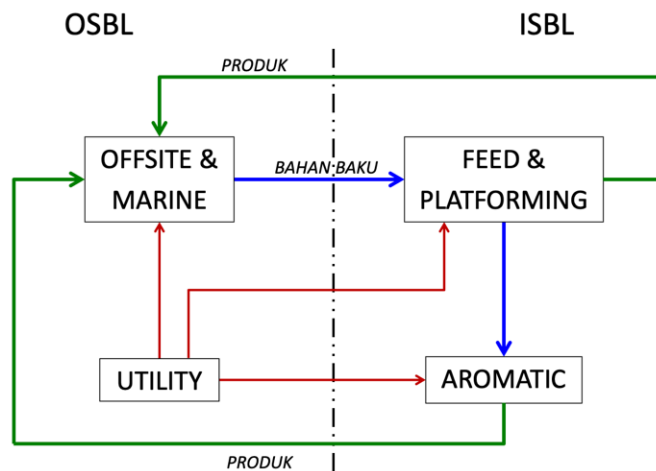 OSBL
ISBL
PRODUK
OFFSITE &
MARINE
BAHAN BAKU
FEED &
PLATFORMING
UTILITY
AROMATIC
PRODUK